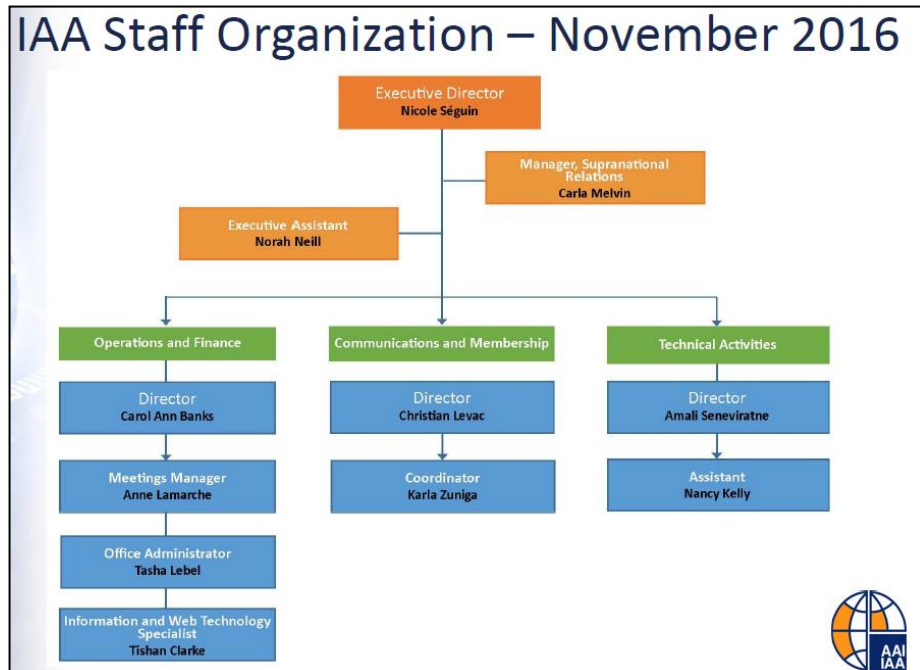 IAA Staff Organization – November 2016
Executive Director
Nicole Séguin
Manager, Supranational
Relations
Carla Melvin
Executive Assistant
Norah Neill
Operations and Finance
Communications and Membership
Technical Activities
Director
Carol Ann Banks
Director
Christian Levac
Director
Amali Seneviratne
Meetings Manager
Anne Lamarche
Coordinator
Karla Zuniga
Assistant
Nancy Kelly
Office Administrator
Tasha Lebel
Information and Web Technology
Specialist
Tishan Clarke
AAI
IAA